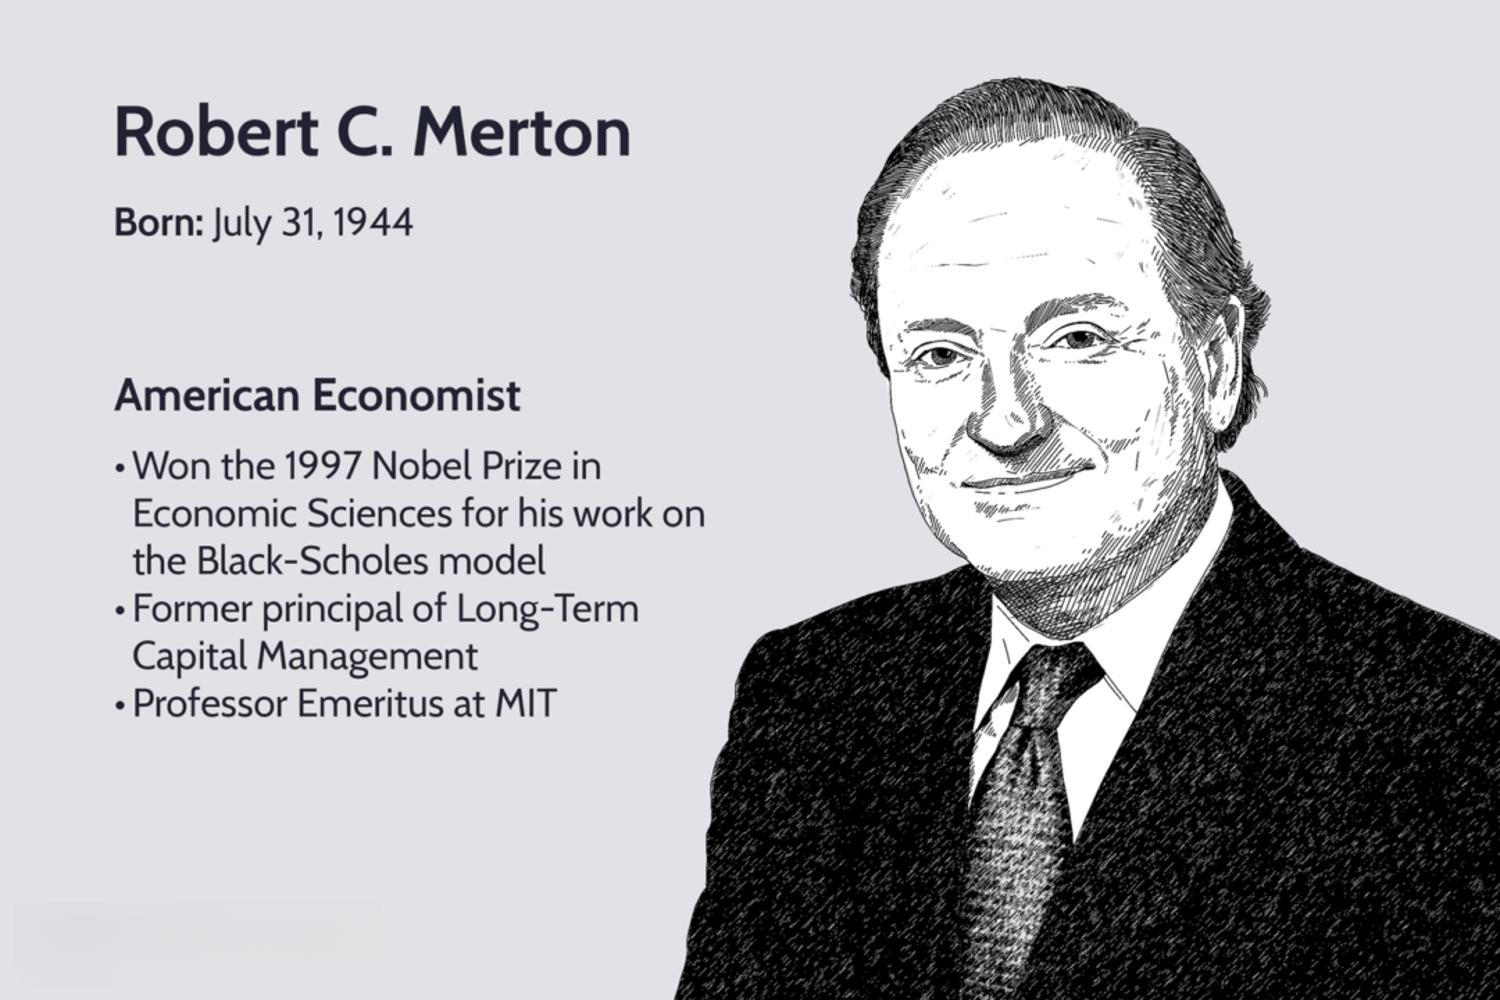 Robert C. Merton
Born: July 31, 1944
American Economist
• Won the 1997 Nobel Prize in
Economic Sciences for his work on
the Black-Scholes model
• Former principal of Long-Term
Capital Management
• Professor Emeritus at MIT